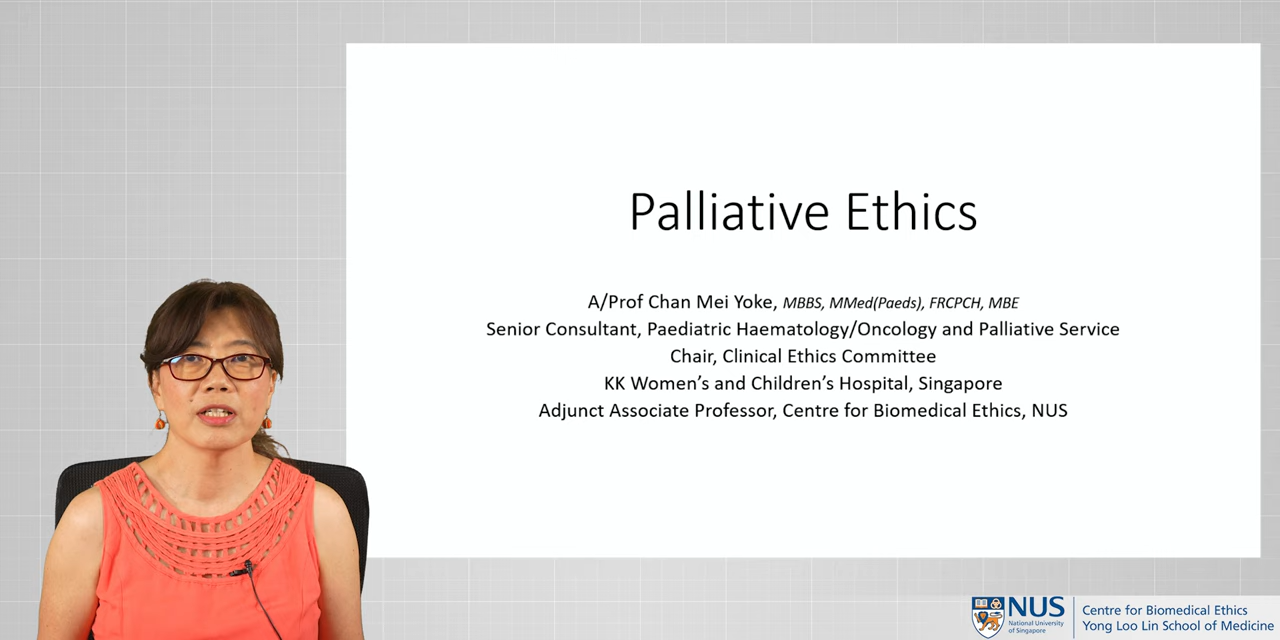 Palliative Ethics
A/Prof Chan Mei Yoke, MBBS, MMed(Paeds), FRCPCH, MBE
Senior Consultant, Paediatric Haematology/Oncology and Palliative Service
Chair, Clinical Ethics Committee
KK Women's and Children's Hospital, Singapore
Adjunct Associate Professor, Centre for Biomedical Ethics, NUS
NUS
National University
of Singapore
Centre for Biomedical Ethics
Yong Loo Lin School of Medicine